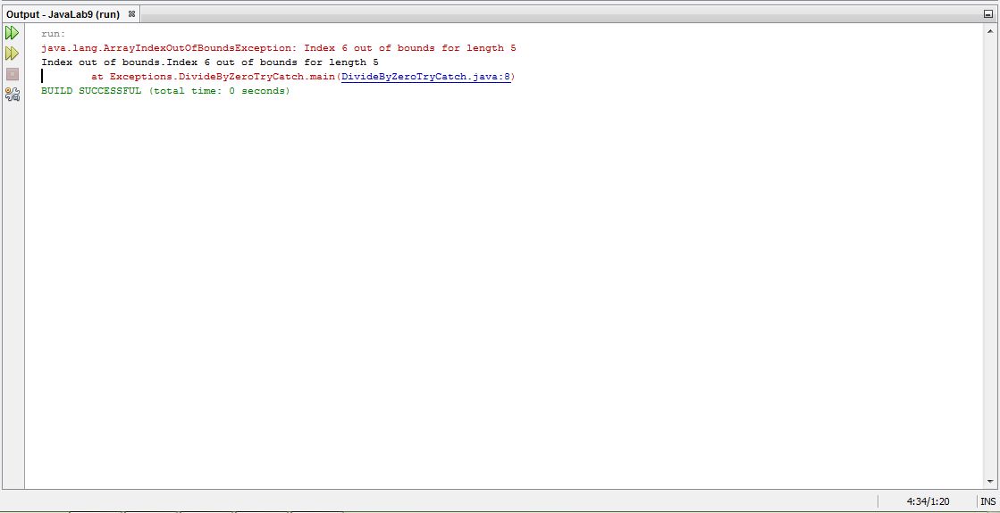 Output - JavaLab9 (run)
run:
java.lang.ArrayIndexOutOfBoundsException: Index 6 out of bounds for length 5
Index out of bounds.Index 6 out of bounds for length 5
at Exceptions.DivideByZeroTryCatch.main(DivideByZeroTryCatch.java:8)
BUILD SUCCESSFUL (total time: 0 seconds)
4:34/1:20 INS